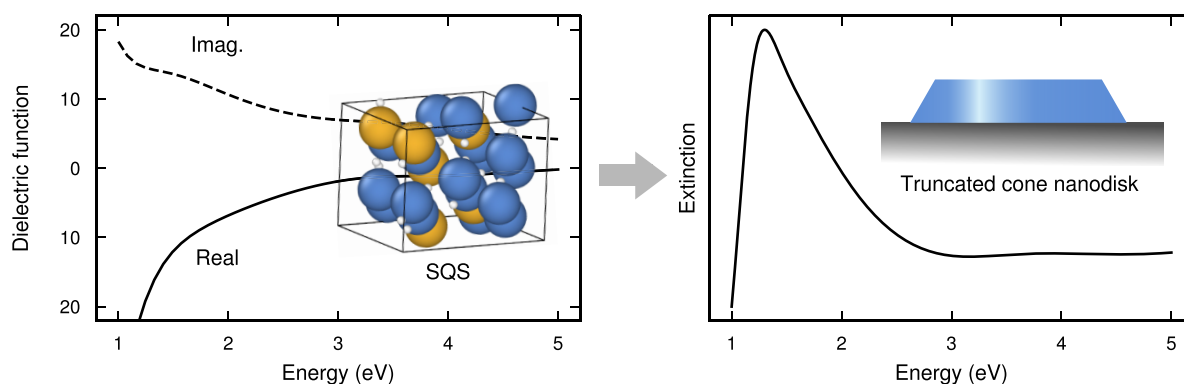 Dielectric function
20
10
0
10
20
Imag.
Real
SQS
1 2 3 4 5
Energy (eV)
Extinction
Truncated cone nanodisk
1 2 3 4 5
Energy (eV)